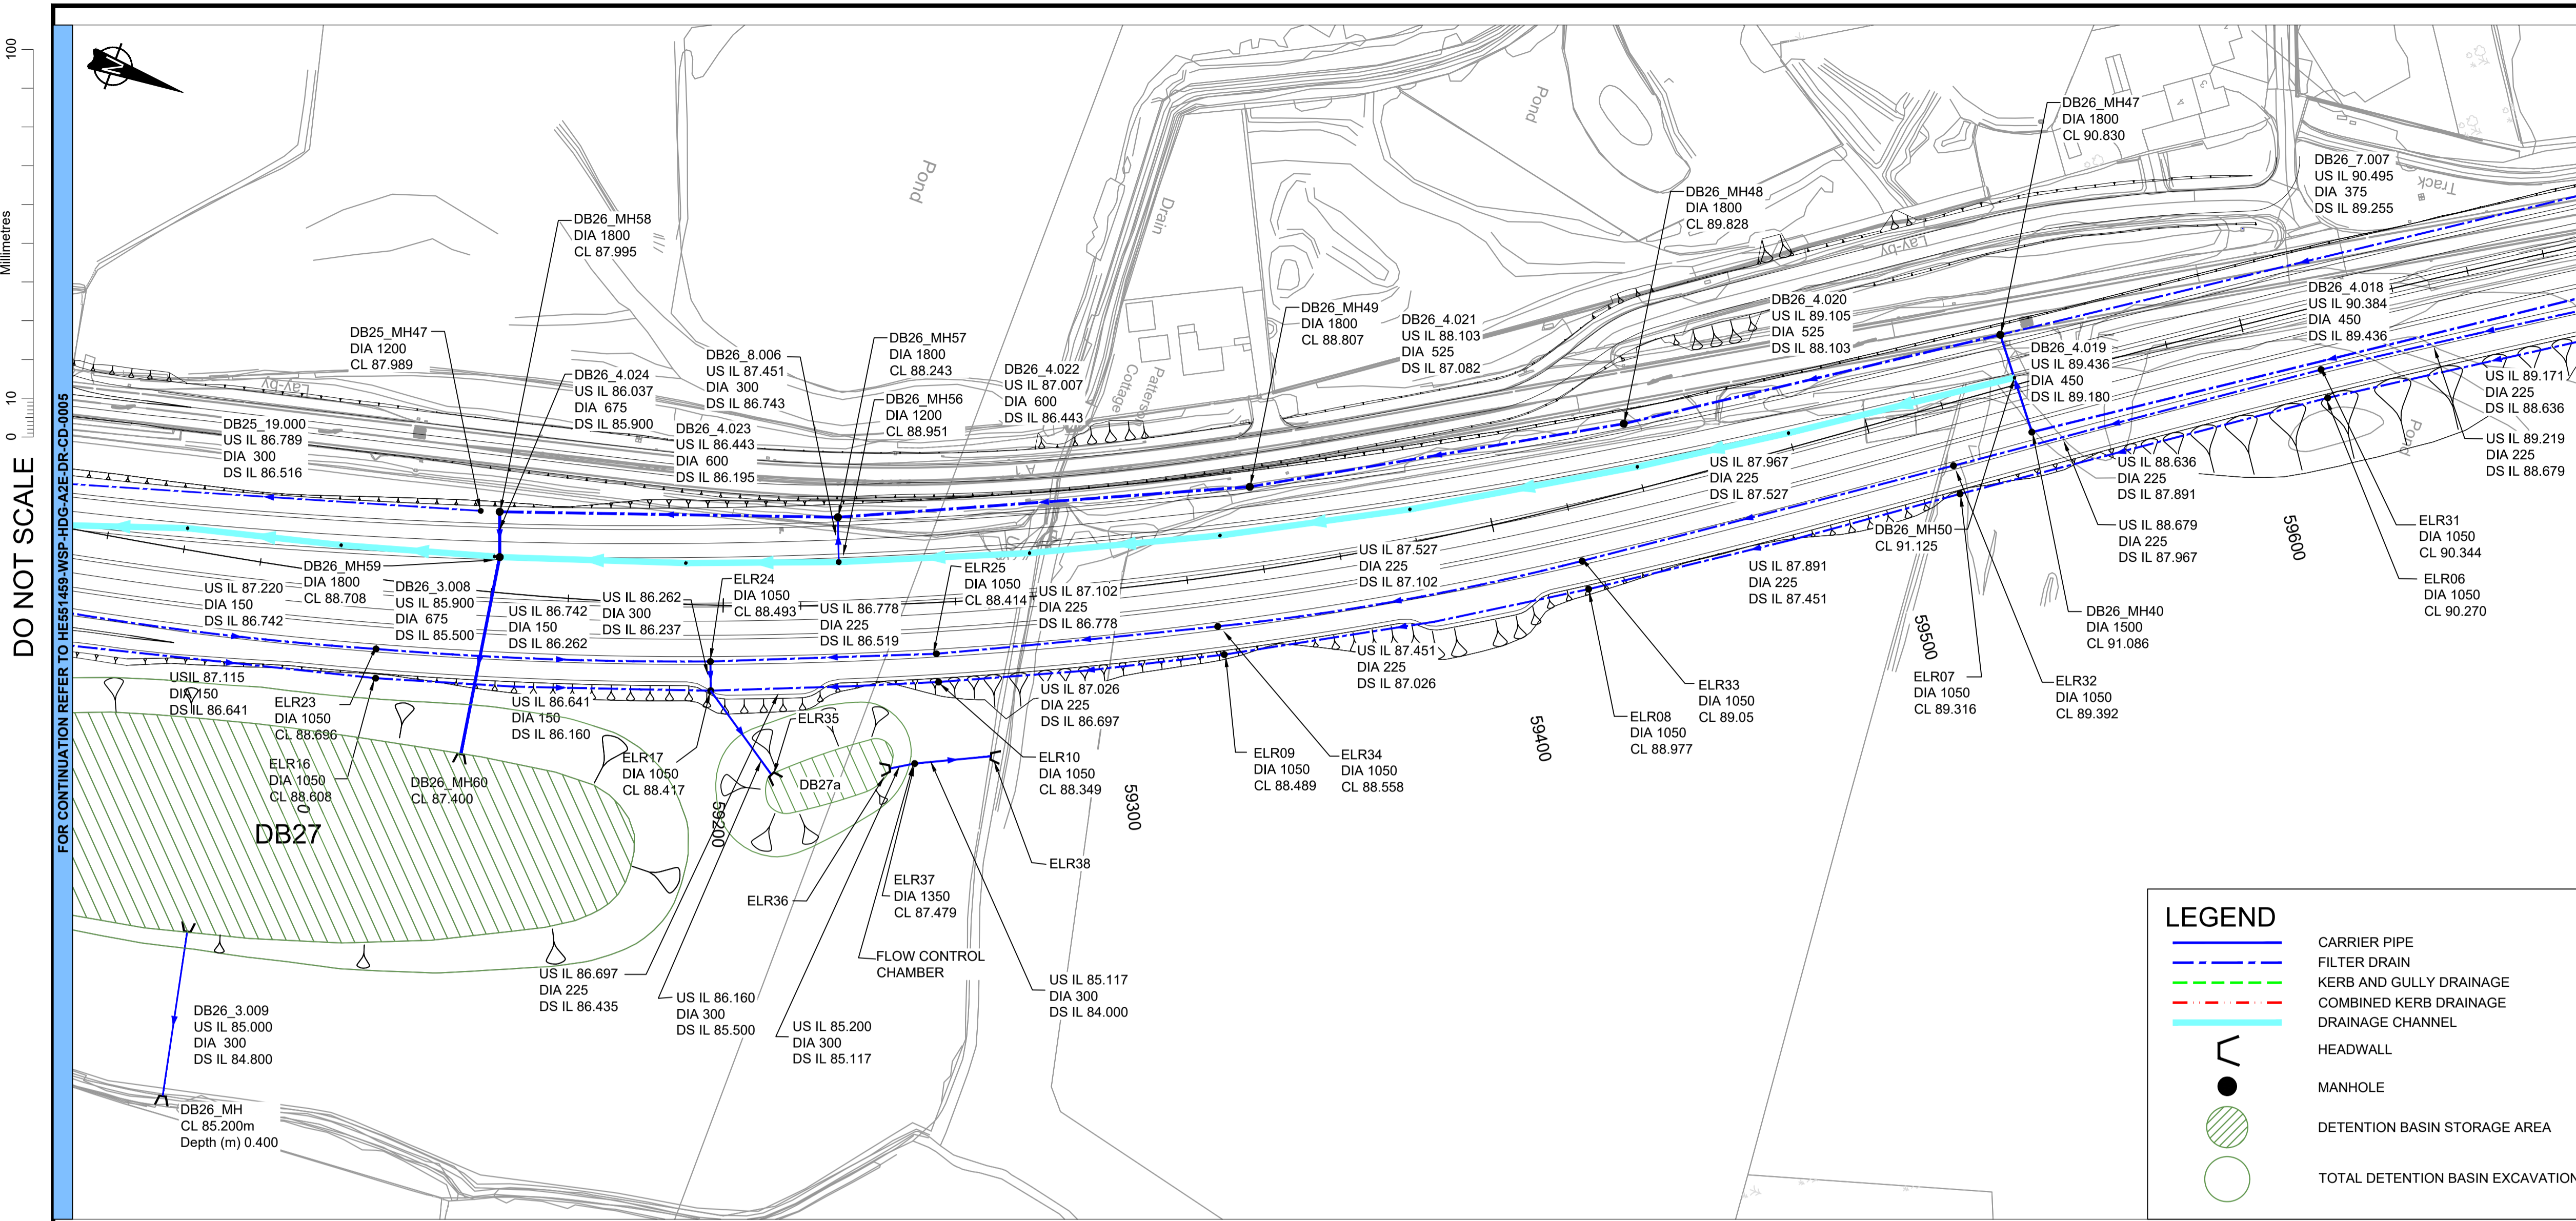 100
Millimetres
10
0
DO NOT SCALE
FOR CONTINUATION REFER TO HE551459-WSP-HDG-A2E-DR-CD-0005
N
DB26_MH58
DIA 1800
CL 87.995
DB25_MH47
DIA 1200
CL 87.989
DB26_4.024
US IL 86.037
DIA 675
DS IL 85.900
DB25_19.000
US IL 86.789
DIA 300
DS IL 86.516
Lay-by
DB26_8.006
US IL 87.451
DIA 300
DS IL 86.743
DB26_4.023
US IL 86.443
DIA 600
DS IL 86.195
DB26_MH57
DIA 1800
CL 88.243
DB26_MH56
DIA 1200
CL 88.951
DB26_4.022
US IL 87.007
DIA 600
DS IL 86.443
Pond
Drain
Patterson
Cottage
A1
DB26_MH49
DIA 1800
CL 88.807
DB26_4.021
US IL 88.103
DIA 525
DS IL 87.082
Pond
DB26_MH48
DIA 1800
CL 89.828
Lay-by
DB26_4.020
US IL 89.105
DIA 525
DS IL 88.103
DB26_MH47
DIA 1800
CL 90.830
DB26_7.007
US IL 90.495
DIA 375
DS IL 89.255
Track
DB26_4.018
US IL 90.384
DIA 450
DS IL 89.436
DB26_4.019
US IL 89.436
DIA 450
DS IL 89.180
US IL 89.171
DIA 225
DS IL 88.636
US IL 89.219
DIA 225
DS IL 88.679
Pond
US IL 88.636
DIA 225
DS IL 87.891
US IL 88.679
DIA 225
DS IL 87.967
ELR31
DIA 1050
CL 90.344
ELR06
DIA 1050
CL 90.270
59600
US IL 87.967
DIA 225
DS IL 87.527
DB26_MH50
CL 91.125
DB26_MH40
DIA 1500
CL 91.086
US IL 87.891
DIA 225
DS IL 87.451
59500
ELR07
DIA 1050
CL 89.316
ELR32
DIA 1050
CL 89.392
US IL 87.527
DIA 225
DS IL 87.102
US IL 87.451
DIA 225
DS IL 87.026
ELR33
DIA 1050
CL 89.05
ELR08
DIA 1050
CL 88.977
59400
ELR09
DIA 1050
CL 88.489
ELR34
DIA 1050
CL 88.558
DB26_MH59
DIA 1800
CL 88.708
US IL 87.220
DIA 150
DS IL 86.742
DB26_3.008
US IL 85.900
DIA 675
DS IL 85.500
US IL 86.742
DIA 150
DS IL 86.262
US IL 86.262
DIA 300
DS IL 86.237
ELR24
DIA 1050
CL 88.493
US IL 86.778
DIA 225
DS IL 86.519
ELR25
DIA 1050
CL 88.414
US IL 87.102
DIA 225
DS IL 86.778
USIL 87.115
DIA 150
DS IL 86.641
ELR23
DIA 1050
CL 88.696
US IL 86.641
DIA 150
DS IL 86.160
US IL 87.026
DIA 225
DS IL 86.697
ELR35
ELR16
DIA 1050
CL 88.608
DB26_MH60
CL 87.400
ELR17
DIA 1050
CL 88.417
ELR10
DIA 1050
CL 88.349
DB27a
59200
59300
DB27
ELR38
ELR37
DIA 1350
CL 87.479
ELR36
FLOW CONTROL
CHAMBER
US IL 86.697
DIA 225
DS IL 86.435
US IL 86.160
DIA 300
DS IL 85.500
US IL 85.200
DIA 300
DS IL 85.117
US IL 85.117
DIA 300
DS IL 84.000
DB26_3.009
US IL 85.000
DIA 300
DS IL 84.800
DB26_MH
CL 85.200m
Depth (m) 0.400
LEGEND
CARRIER PIPE
FILTER DRAIN
KERB AND GULLY DRAINAGE
COMBINED KERB DRAINAGE
DRAINAGE CHANNEL
HEADWALL
MANHOLE
DETENTION BASIN STORAGE AREA
TOTAL DETENTION BASIN EXCAVATION